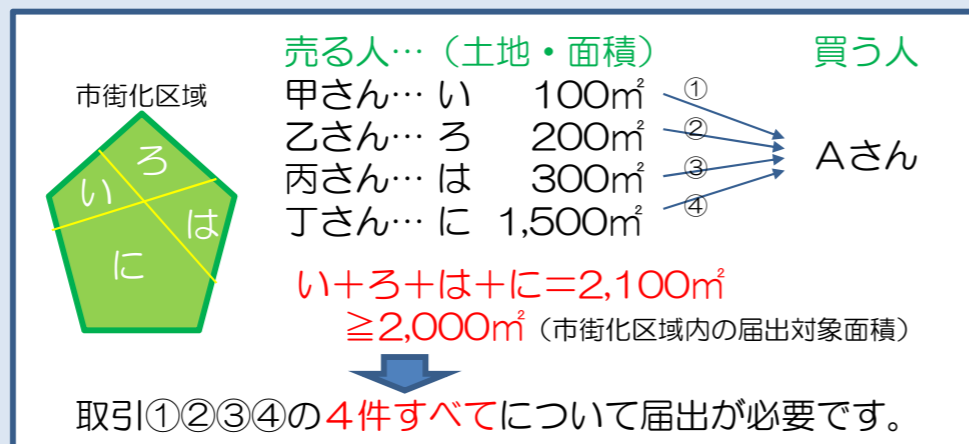 売る人…（土地・面積） 買う人
市街化区域
甲さん… い 100㎡ ①
乙さん… ろ 200㎡ ②
丙さん… は 300㎡ ③
丁さん… に 1,500㎡ ④
Aさん
ろ
い
は
に
い＋ろ＋は＋に＝2,100㎡
≧2,000㎡（市街化区域内の届出対象面積）
取引①②③④の４件すべてについて届出が必要です。